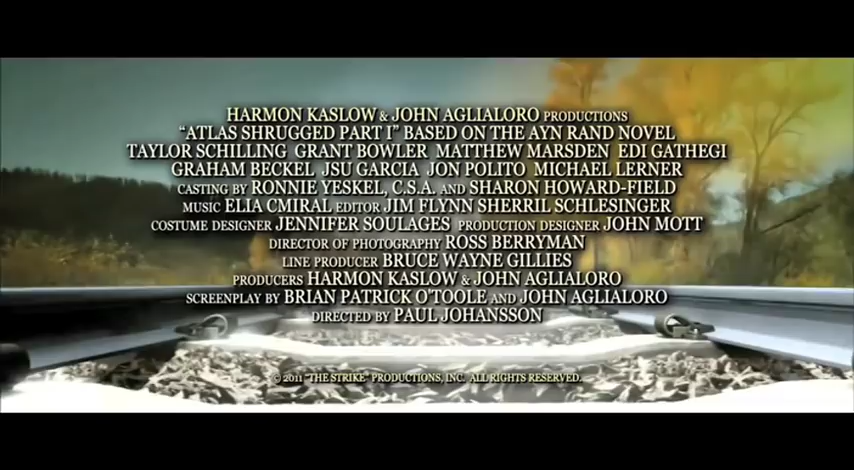 HARMON KASLOW & JOHN AGLIALORO PRODUCTIONS
"ATLAS SHRUGGED PART I" BASED ON THE AYN RAND NOVEL
TAYLOR SCHILLING GRANT BOWLER MATTHEW MARSDEN EDI GATHEGI
GRAHAM BECKEL JSU GARCIA JON POLITO MICHAEL LERNER
CASTING BY RONNIE YESKEL, C.S.A. AND SHARON HOWARD-FIELD
MUSIC ELIA CMIRAL EDITOR JIM FLYNN SHERRIL SCHLESINGER
COSTUME DESIGNER JENNIFER SOULAGES PRODUCTION DESIGNER JOHN MOTT
DIRECTOR OF PHOTOGRAPHY ROSS BERRYMAN
LINE PRODUCER BRUCE WAYNE GILLIES
PRODUCERS HARMON KASLOW & JOHN AGLIALORO
SCREENPLAY BY BRIAN PATRICK O'TOOLE AND JOHN AGLIALORO
DIRECTED BY PAUL JOHANSSON
© 2011 "THE STRIKE" PRODUCTIONS, INC. ALL RIGHTS RESERVED.